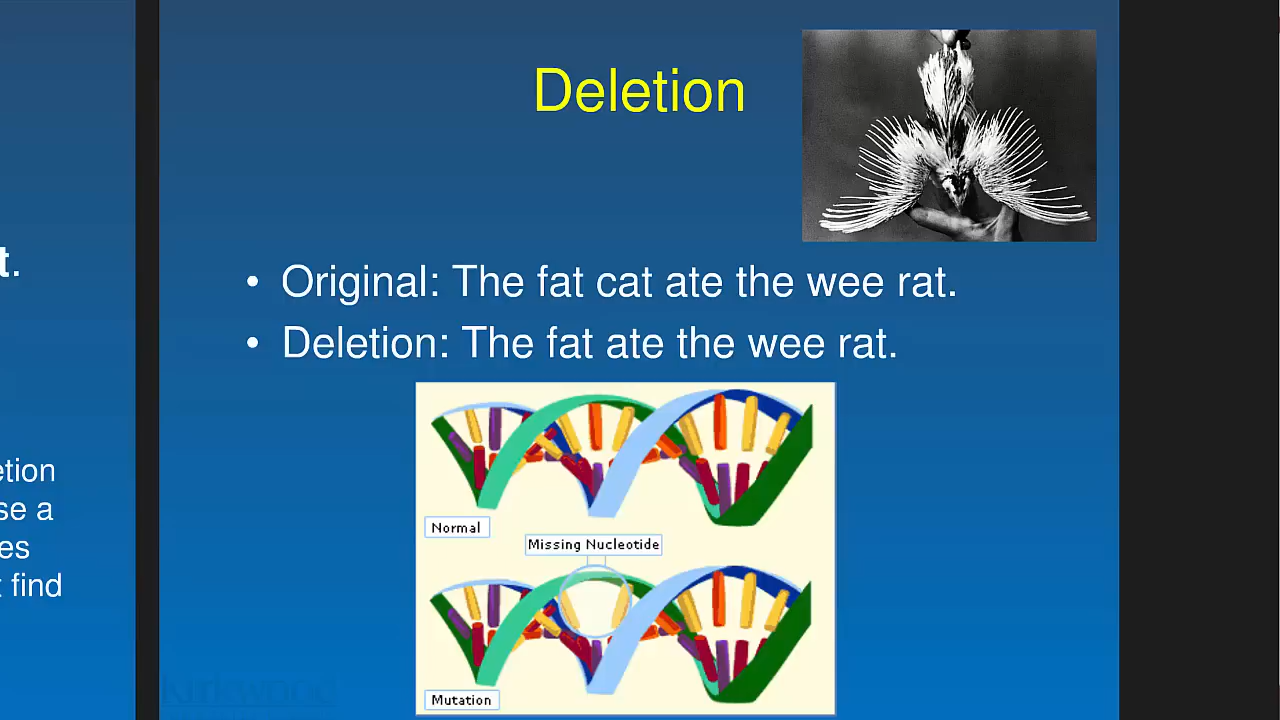 Deletion
t.
• Original: The fat cat ate the wee rat.
• Deletion: The fat ate the wee rat.
etion
se a
es
t find
Normal
Missing Nucleotide
Mutation